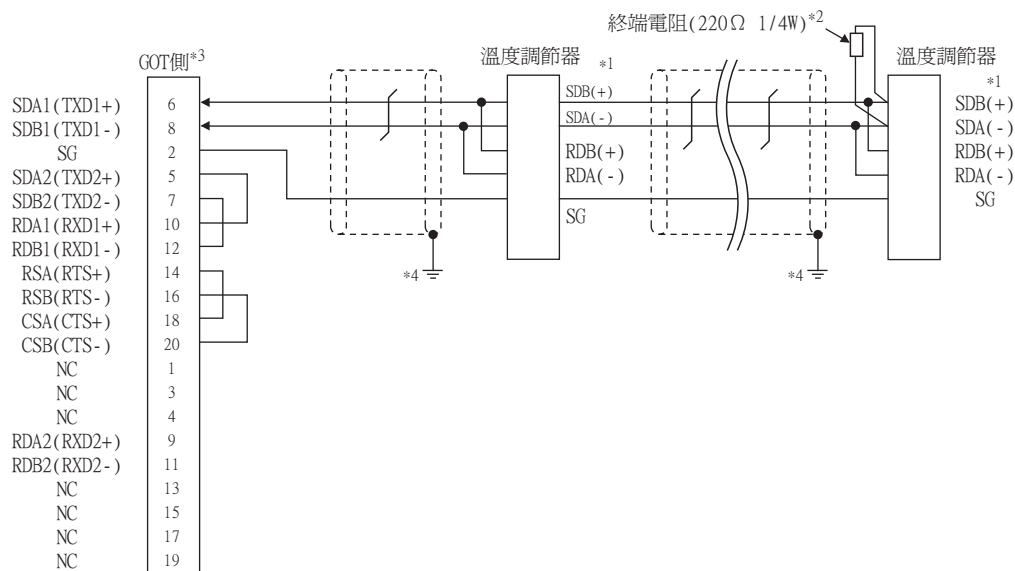 終端電阻(220Ω 1/4W)*2
GOT側*3
溫度調節器
*1
溫度調節器
*1
SDA1(TXD1+) 6
SDB(+)
SDB(+)
SDB1(TXD1-) 8
SDA(-)
SDA(-)
SG 2
RDB(+)
RDB(+)
SDA2(TXD2+) 5
RDA(-)
RDA(-)
SDB2(TXD2-) 7
SG
SG
RDA1(RXD1+) 10
RDB1(RXD1-) 12
RSA(RTS+) 14
*4
*4
RSB(RTS-) 16
CSA(CTS+) 18
CSB(CTS-) 20
NC 1
NC 3
NC 4
RDA2(RXD2+) 9
RDB2(RXD2-) 11
NC 13
NC 15
NC 17
NC 19